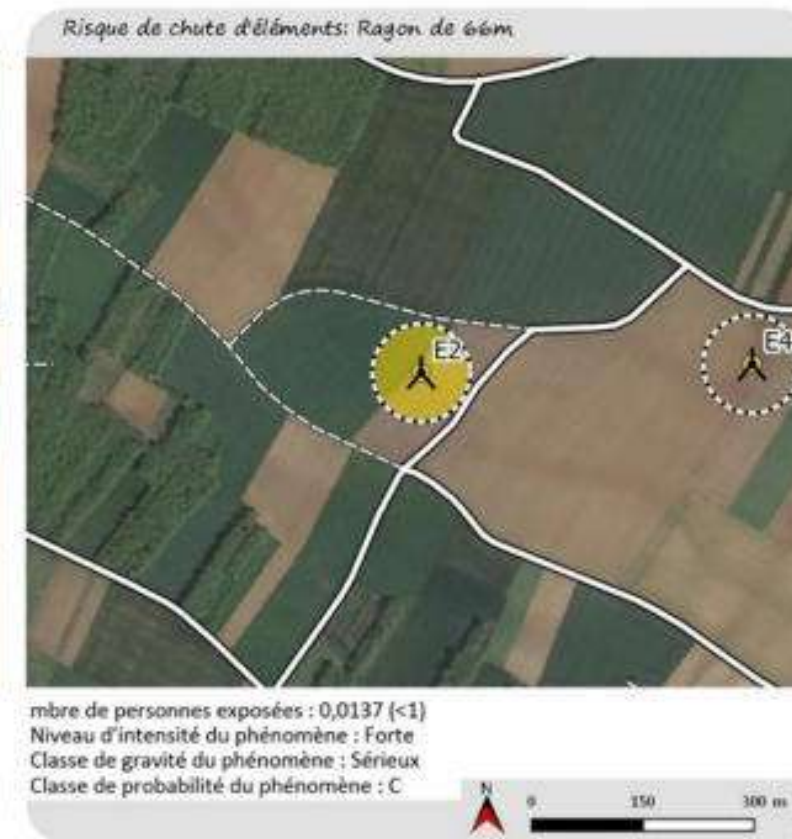 Risque de chute d'éléments: Rayon de 66m
E2
E4
mbre de personnes exposées : 0,0137 (<1)
Niveau d'intensité du phénomène : Forte
Classe de gravité du phénomène : Sérieux
Classe de probabilité du phénomène : C
N
0 150 300 m